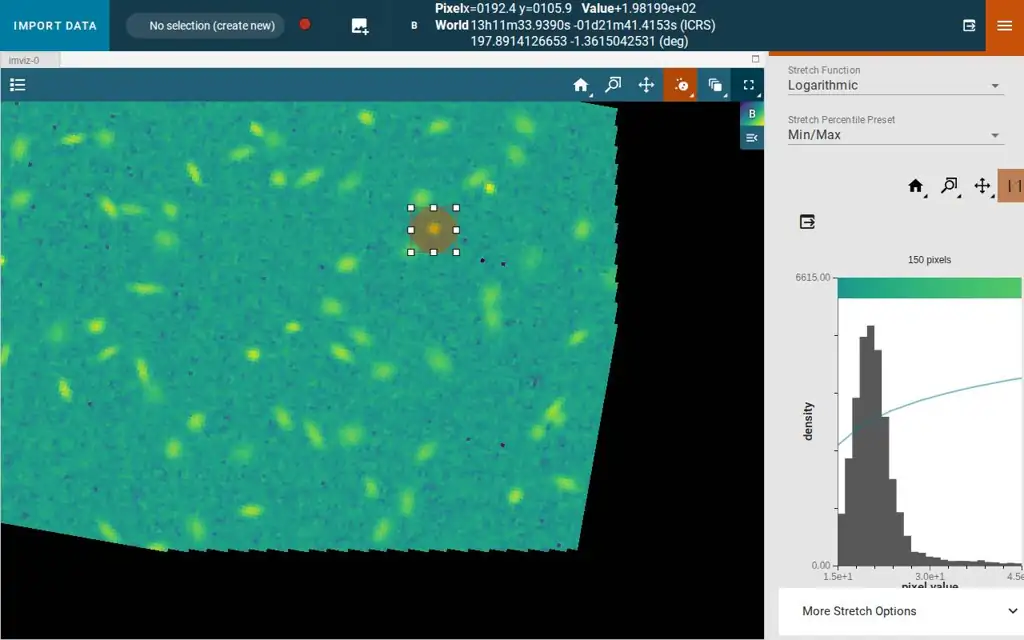 IMPORT DATA
No selection (create new)
B
Pixel x=0192.4 y=0105.9 Value +1.98199e+02
World 13h11m33.9390s -01d21m41.4153s (ICRS)
197.8914126653 -1.3615042531 (deg)
imviz-0
B
Stretch Function
Logarithmic
Stretch Percentile Preset
Min/Max
150 pixels
6615.00
density
0.00
1.5e+1
3.0e+1
4.5e
pixel value
More Stretch Options